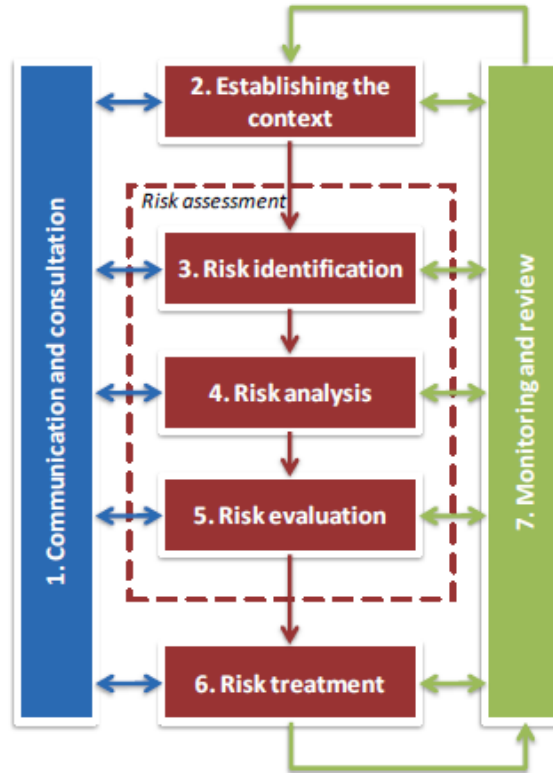 1. Communication and consultation
2. Establishing the
context
Risk assessment
3. Risk identification
4. Risk analysis
5. Risk evaluation
6. Risk treatment
7. Monitoring and review